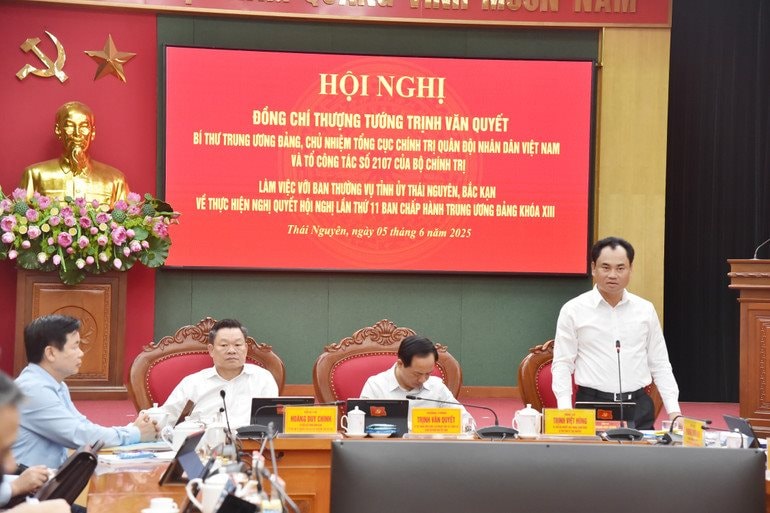 MUÔN NĂM
HỘI NGHỊ
ĐỒNG CHÍ THƯỢNG TƯỚNG TRỊNH VĂN QUYẾT
BÍ THƯ TRUNG ƯƠNG ĐẢNG, CHỦ NHIỆM TỔNG CỤC CHÍNH TRỊ QUÂN ĐỘI NHÂN DÂN VIỆT NAM
VÀ TỔ CÔNG TÁC SỐ 2107 CỦA BỘ CHÍNH TRỊ
LÀM VIỆC VỚI BAN THƯỜNG VỤ TỈNH ỦY THÁI NGUYÊN, BẮC KẠN
VỀ THỰC HIỆN NGHỊ QUYẾT HỘI NGHỊ LẦN THỨ 11 BAN CHẤP HÀNH TRUNG ƯƠNG ĐẢNG KHÓA XIII
Thái Nguyên, ngày 05 tháng 6 năm 2025
HOÀNG DUY CHINH
TRỊNH VĂN QUYẾT
TRỊNH VIỆT HÙNG